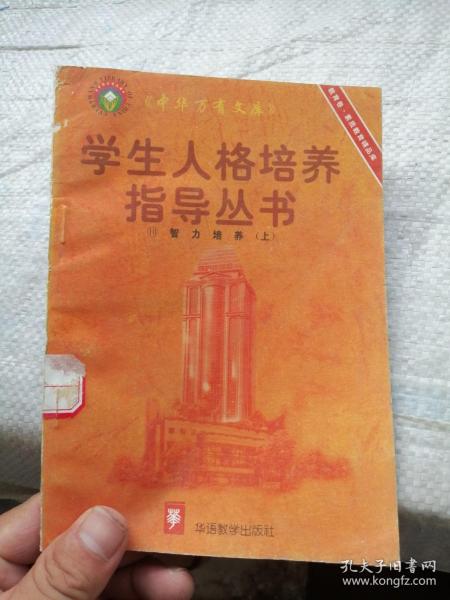 《中华万有文库》
学生人格培养
指导丛书
⑾ 智力培养（上）
华语教学出版社
孔夫子旧书网
www.kongfz.com